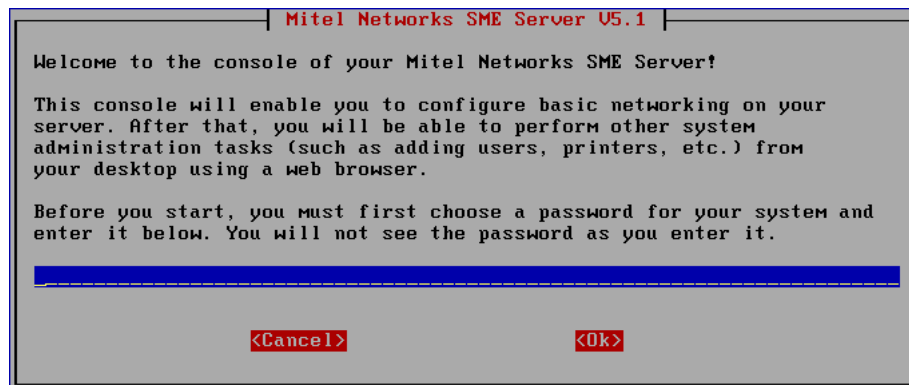 Mitel Networks SME Server V5.1
Welcome to the console of your Mitel Networks SME Server!
This console will enable you to configure basic networking on your
server. After that, you will be able to perform other system
administration tasks (such as adding users, printers, etc.) from
your desktop using a web browser.
Before you start, you must first choose a password for your system and
enter it below. You will not see the password as you enter it.
<Cancel> <Ok>